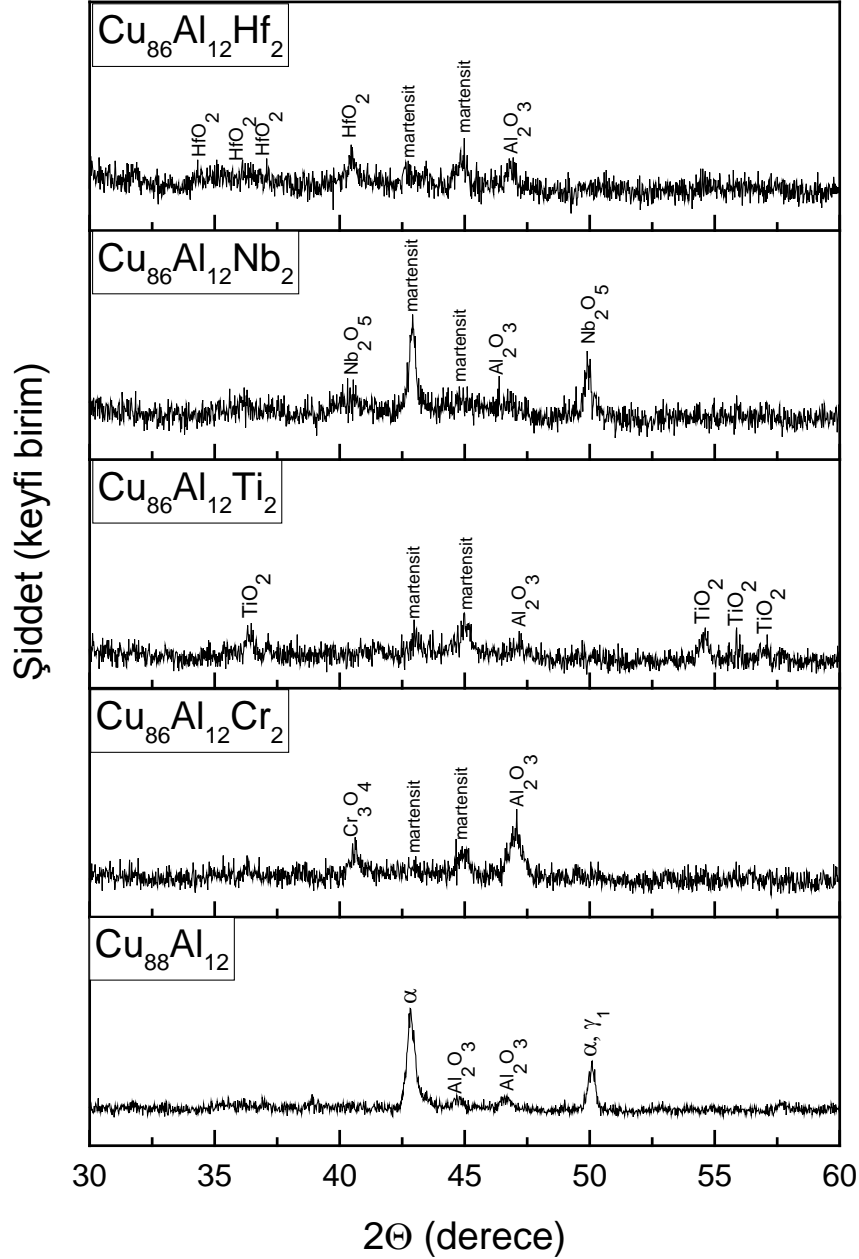 Cu₈₆Al₁₂Hf₂
HfO₂
HfO₂
HfO₂
HfO₂
martensit
martensit
Al₂O₃
Cu₈₆Al₁₂Nb₂
Nb₂O₅
martensit
martensit
Al₂O₃
Nb₂O₅
Cu₈₆Al₁₂Ti₂
TiO₂
martensit
martensit
Al₂O₃
TiO₂
TiO₂
TiO₂
Cu₈₆Al₁₂Cr₂
Cr₃O₄
martensit
martensit
Al₂O₃
Cu₈₈Al₁₂
α
Al₂O₃
Al₂O₃
α, γ₁
Şiddet (keyfi birim)
30 35 40 45 50 55 60
2Θ (derece)